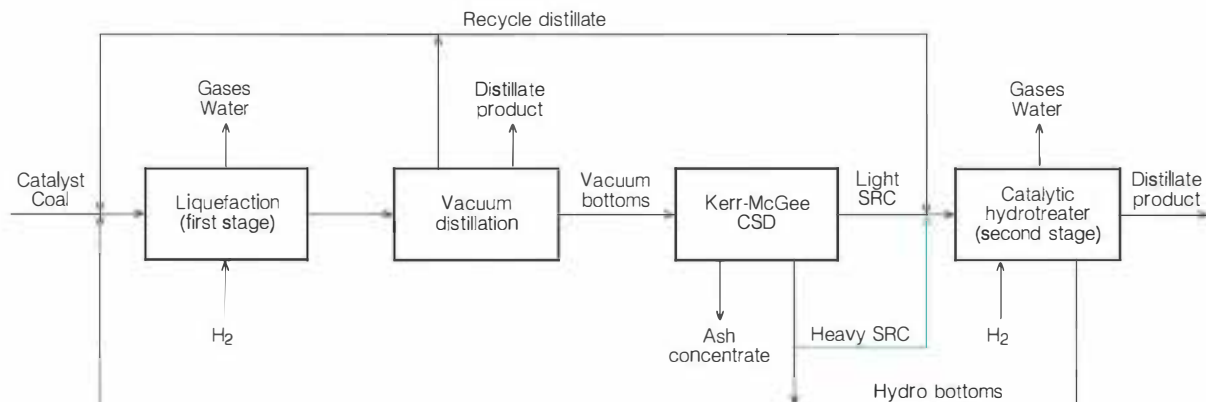 Recycle distillate
Gases
Water
Distillate
product
Gases
Water
Catalyst
Coal
Liquefaction
(first stage)
Vacuum
distillation
Vacuum
bottoms
Kerr-McGee
CSD
Light
SRC
Catalytic
hydrotreater
(second stage)
Distillate
product
H2
Ash
concentrate
Heavy SRC
H2
Hydro bottoms